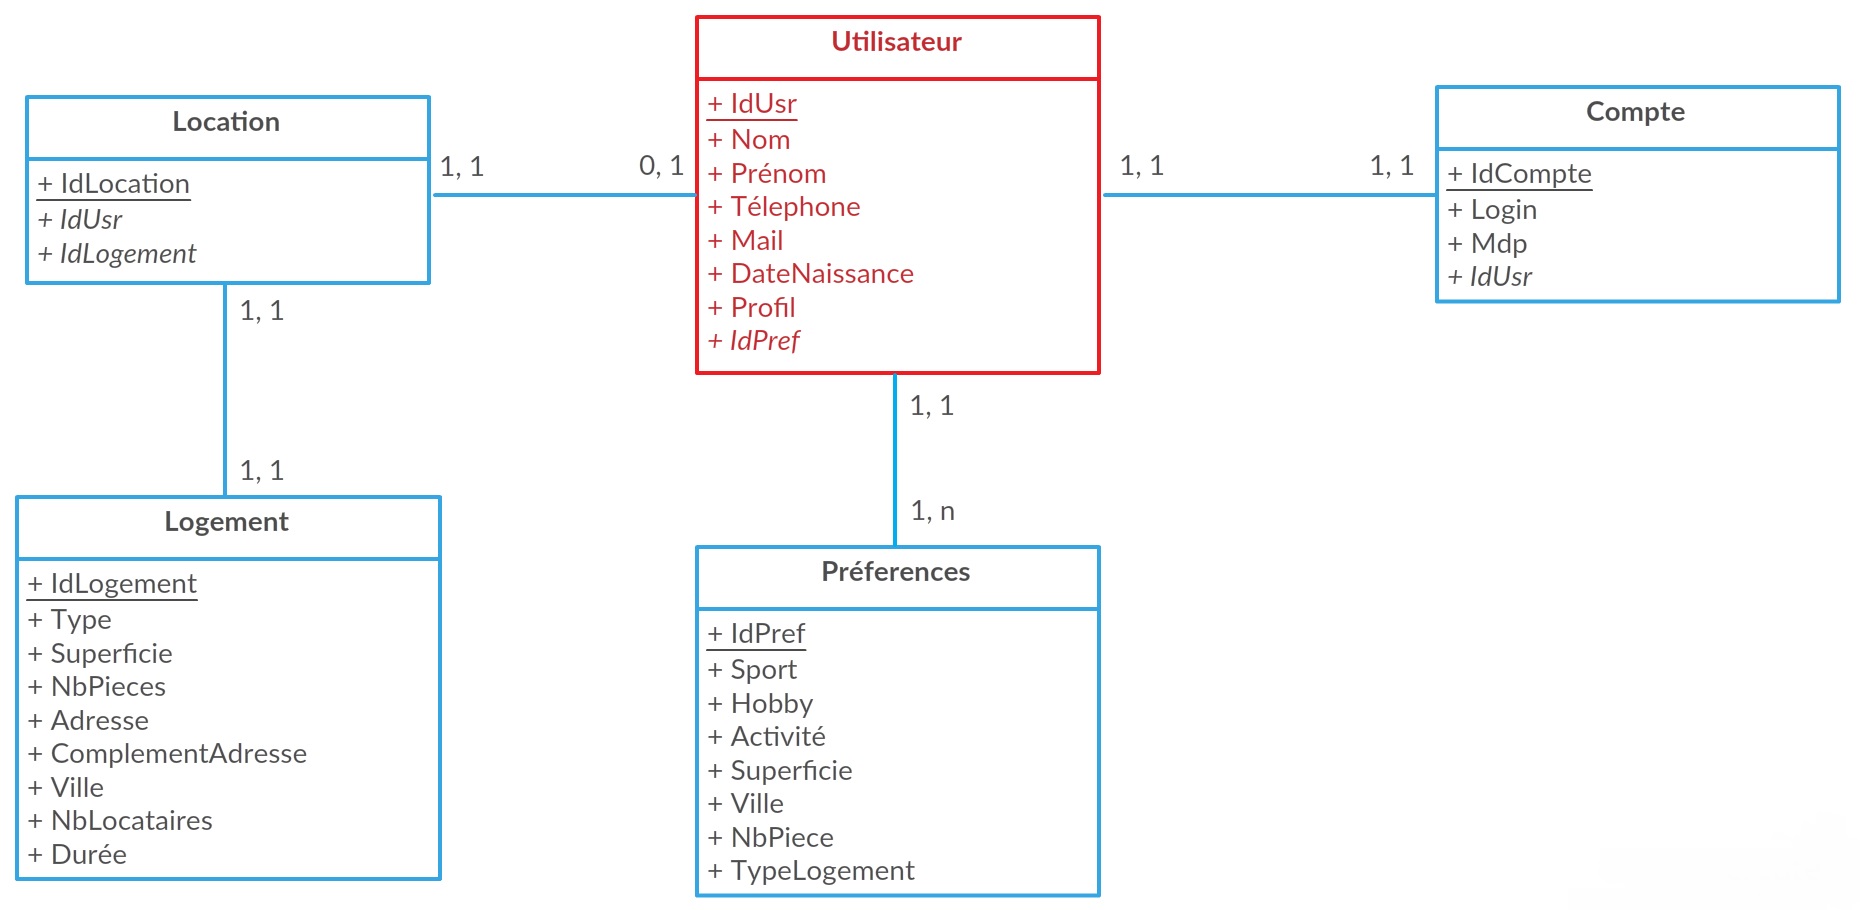 Utilisateur
+ IdUsr
+ Nom
+ Prénom
+ Télephone
+ Mail
+ DateNaissance
+ Profil
+ IdPref
Location
+ IdLocation
+ IdUsr
+ IdLogement
1, 1
0, 1
1, 1
1, 1
Compte
+ IdCompte
+ Login
+ Mdp
+ IdUsr
1, 1
1, 1
1, 1
1, n
Logement
+ IdLogement
+ Type
+ Superficie
+ NbPieces
+ Adresse
+ ComplementAdresse
+ Ville
+ NbLocataires
+ Durée
Préferences
+ IdPref
+ Sport
+ Hobby
+ Activité
+ Superficie
+ Ville
+ NbPiece
+ TypeLogement